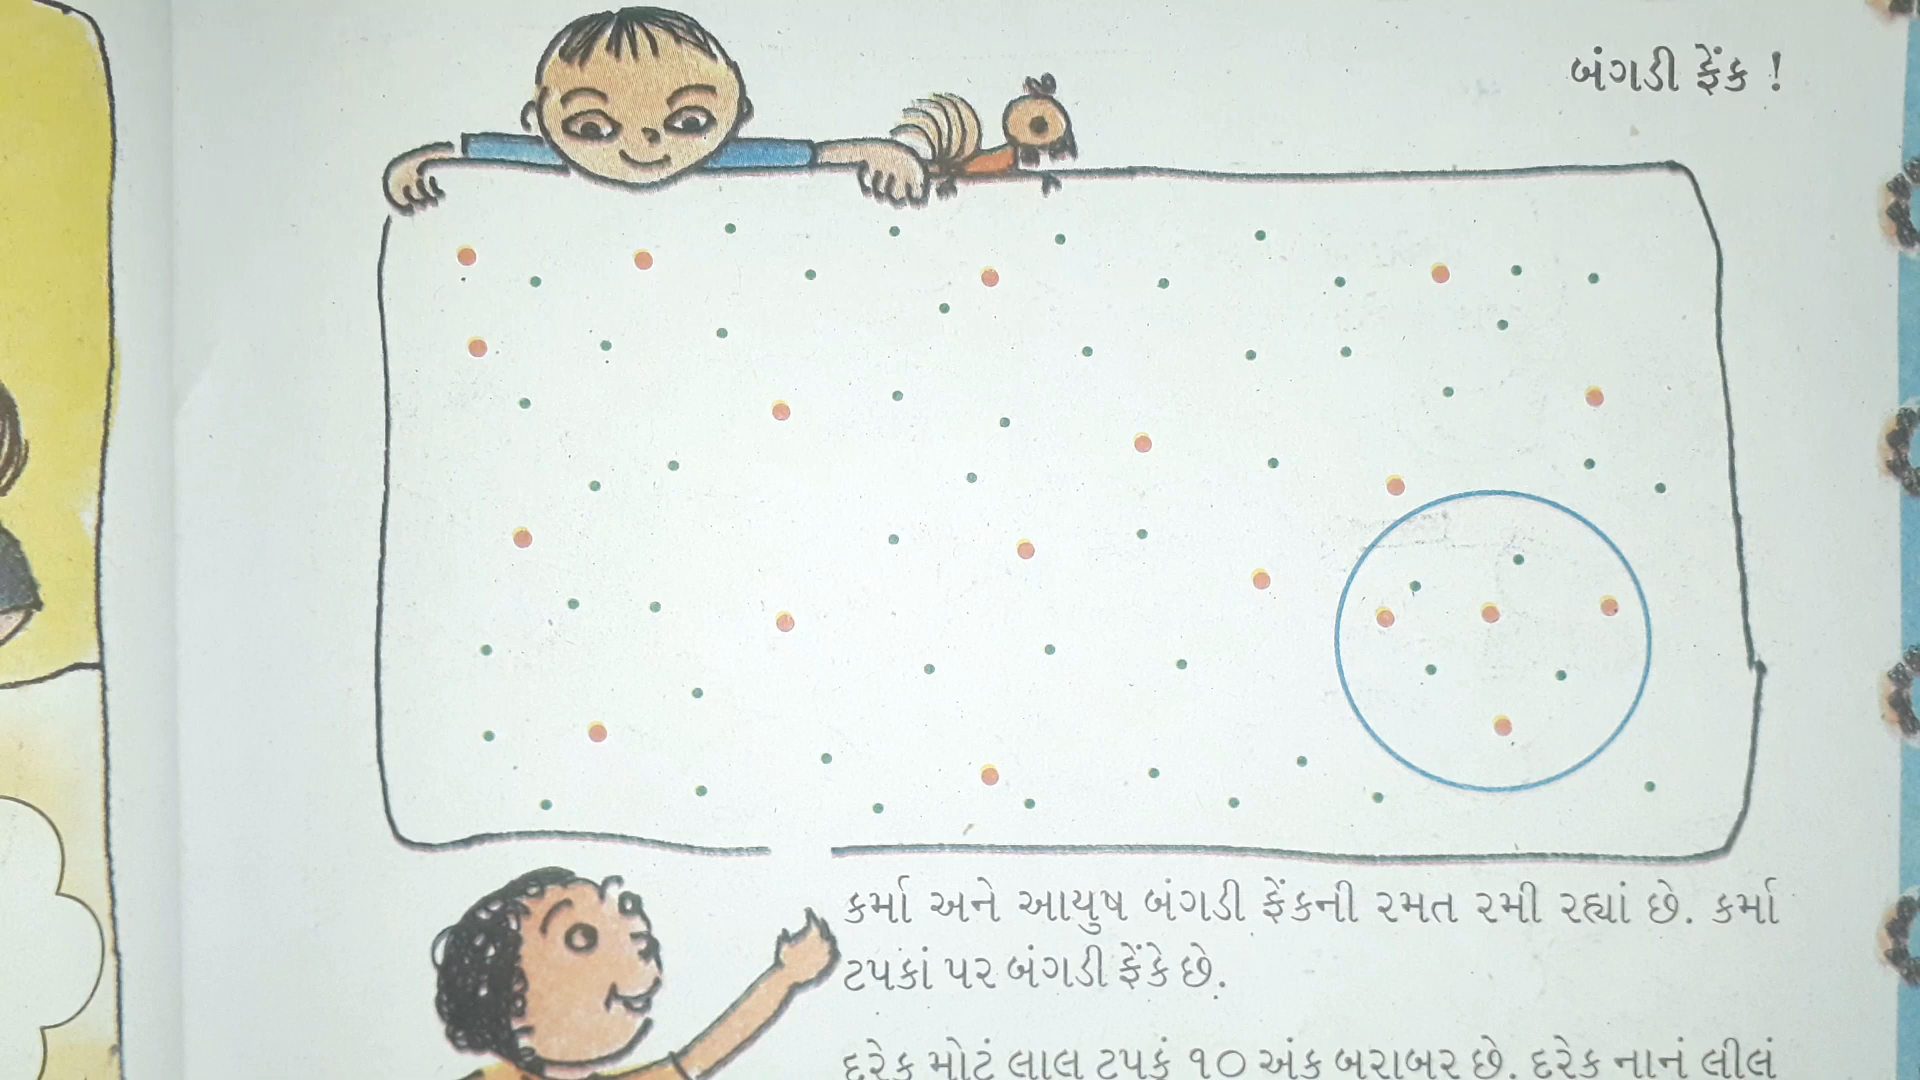 બંગડી ફેંક !
કર્મા અને આયુષ બંગડી ફેંકની રમત રમી રહ્યાં છે. કર્મા
ટપકાં પર બંગડી ફેંકે છે.
દરેક મોટું લાલ ટપકું ૧૦ અંક બરાબર છે. દરેક નાનું લીલું